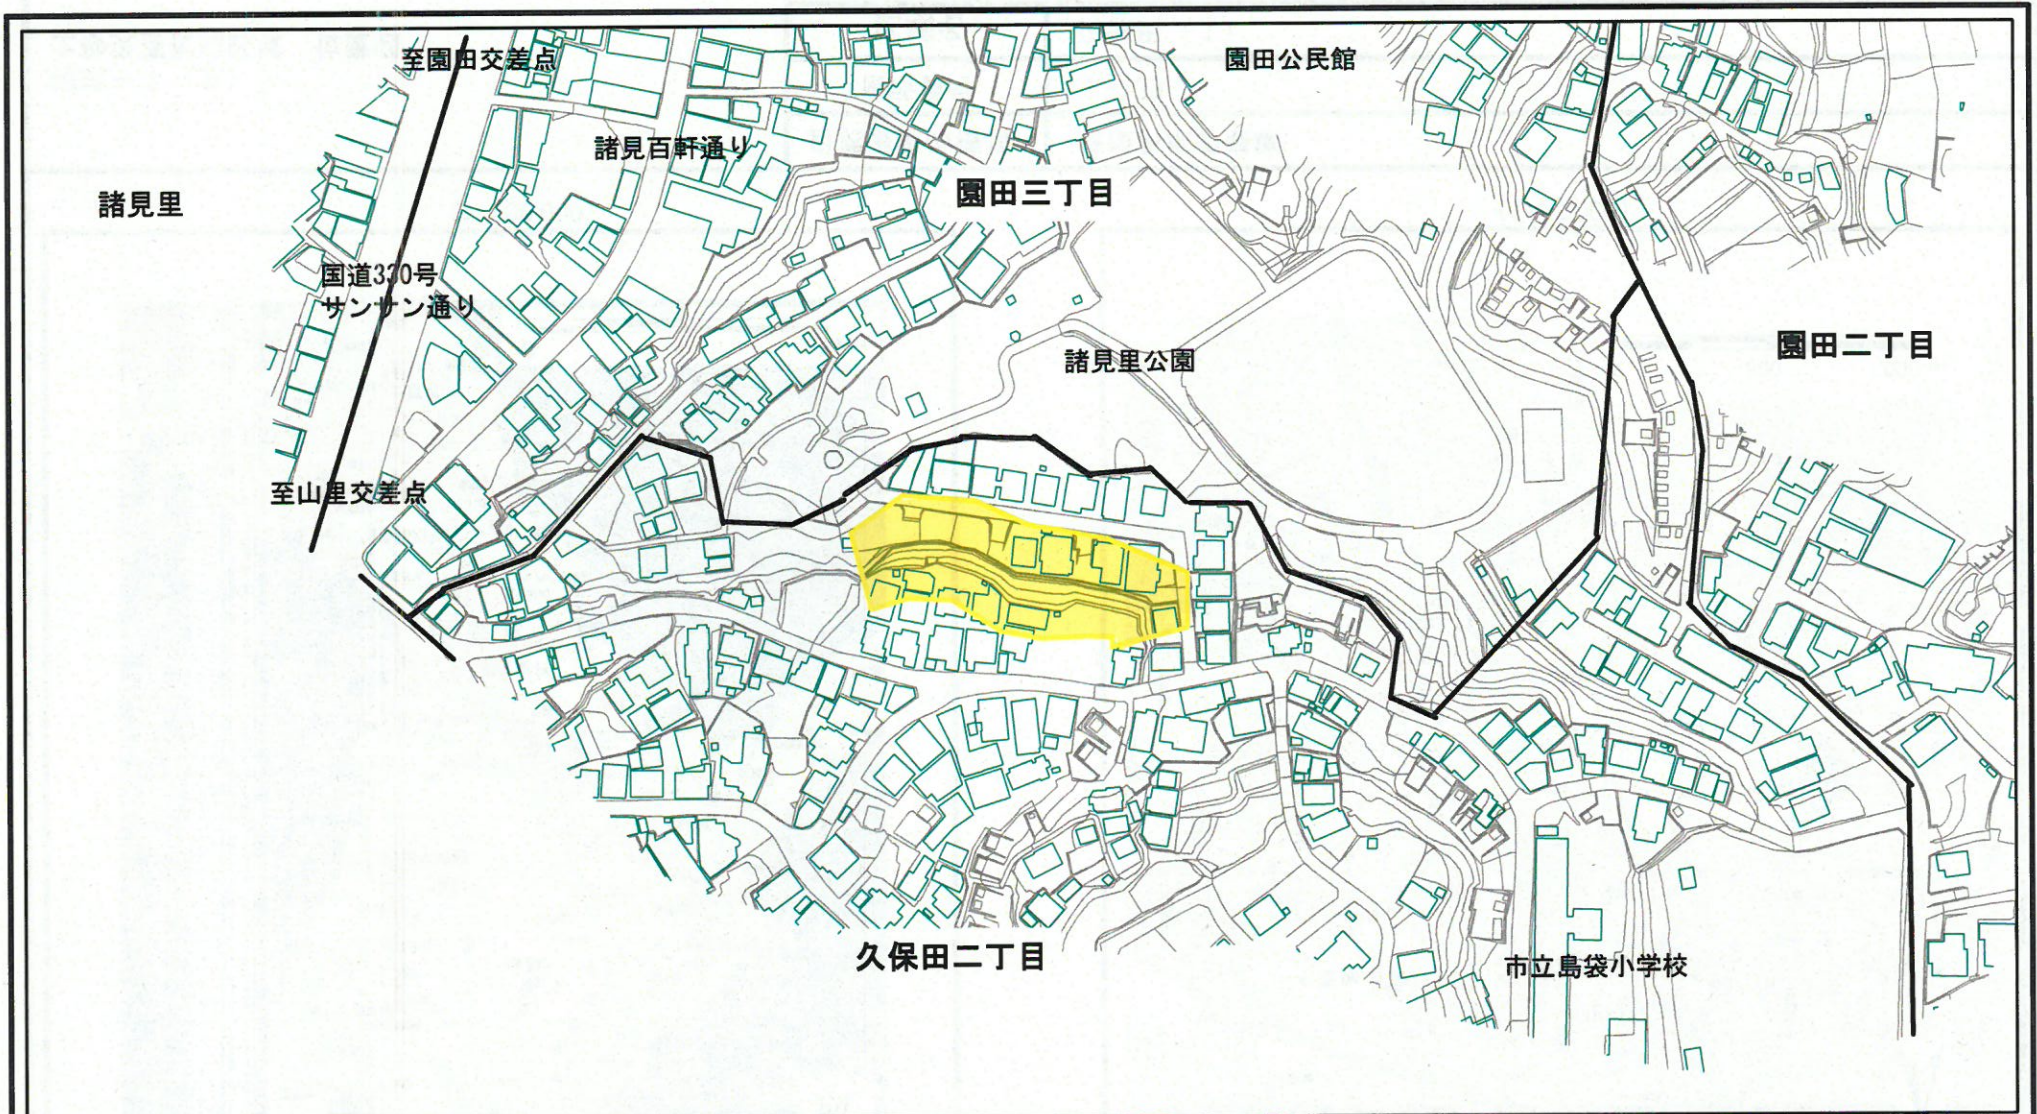 至園田交差点
園田公民館
諸見百軒通り
園田三丁目
諸見里
国道330号
サンサン通り
園田二丁目
諸見里公園
至山里交差点
久保田二丁目
市立島袋小学校